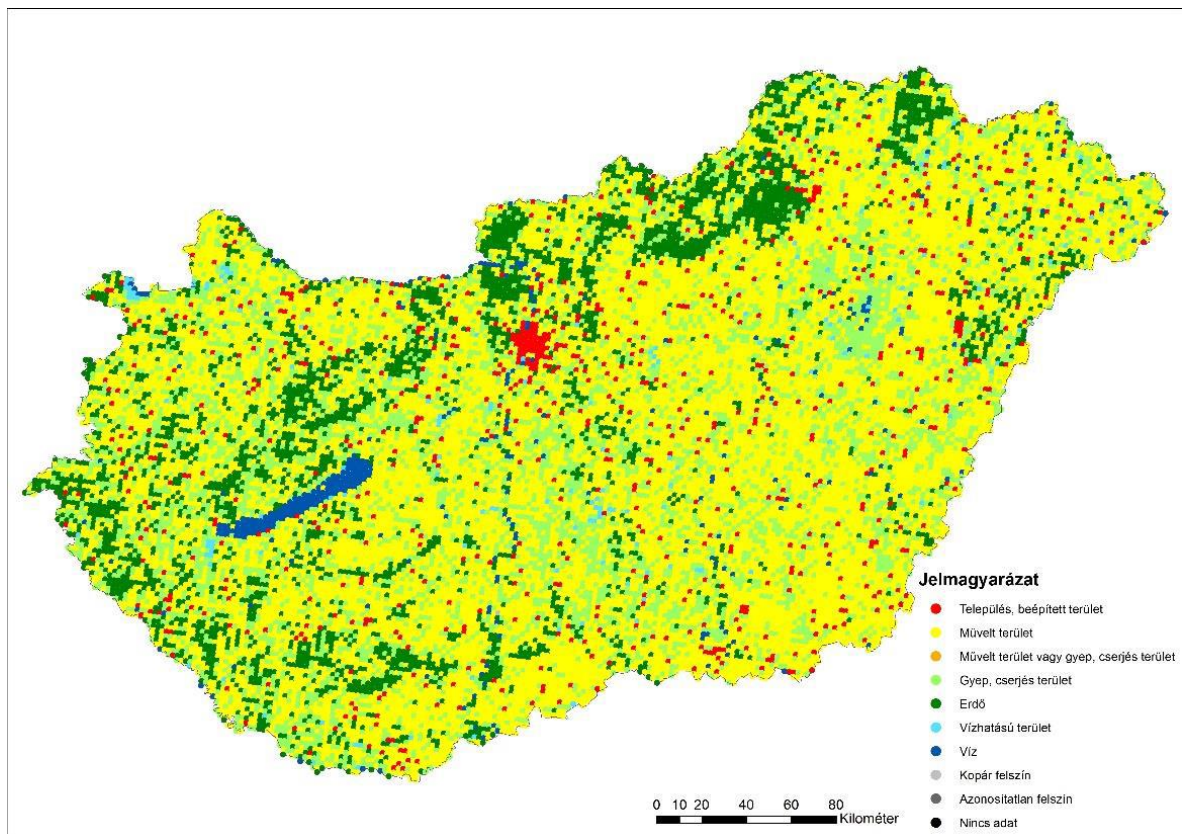 Jelmagyarázat
Település, beépített terület
Művelt terület
Művelt terület vagy gyep, cserjés terület
Gyep, cserjés terület
Erdő
Vízhatású terület
Víz
Kopár felszín
Azonosítatlan felszín
Nincs adat
0 10 20 40 60 80
Kilométer